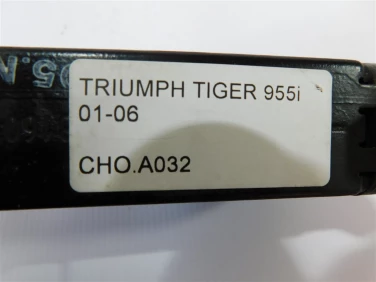 TRIUMPH TIGER 955i
01-06
CHO.A032